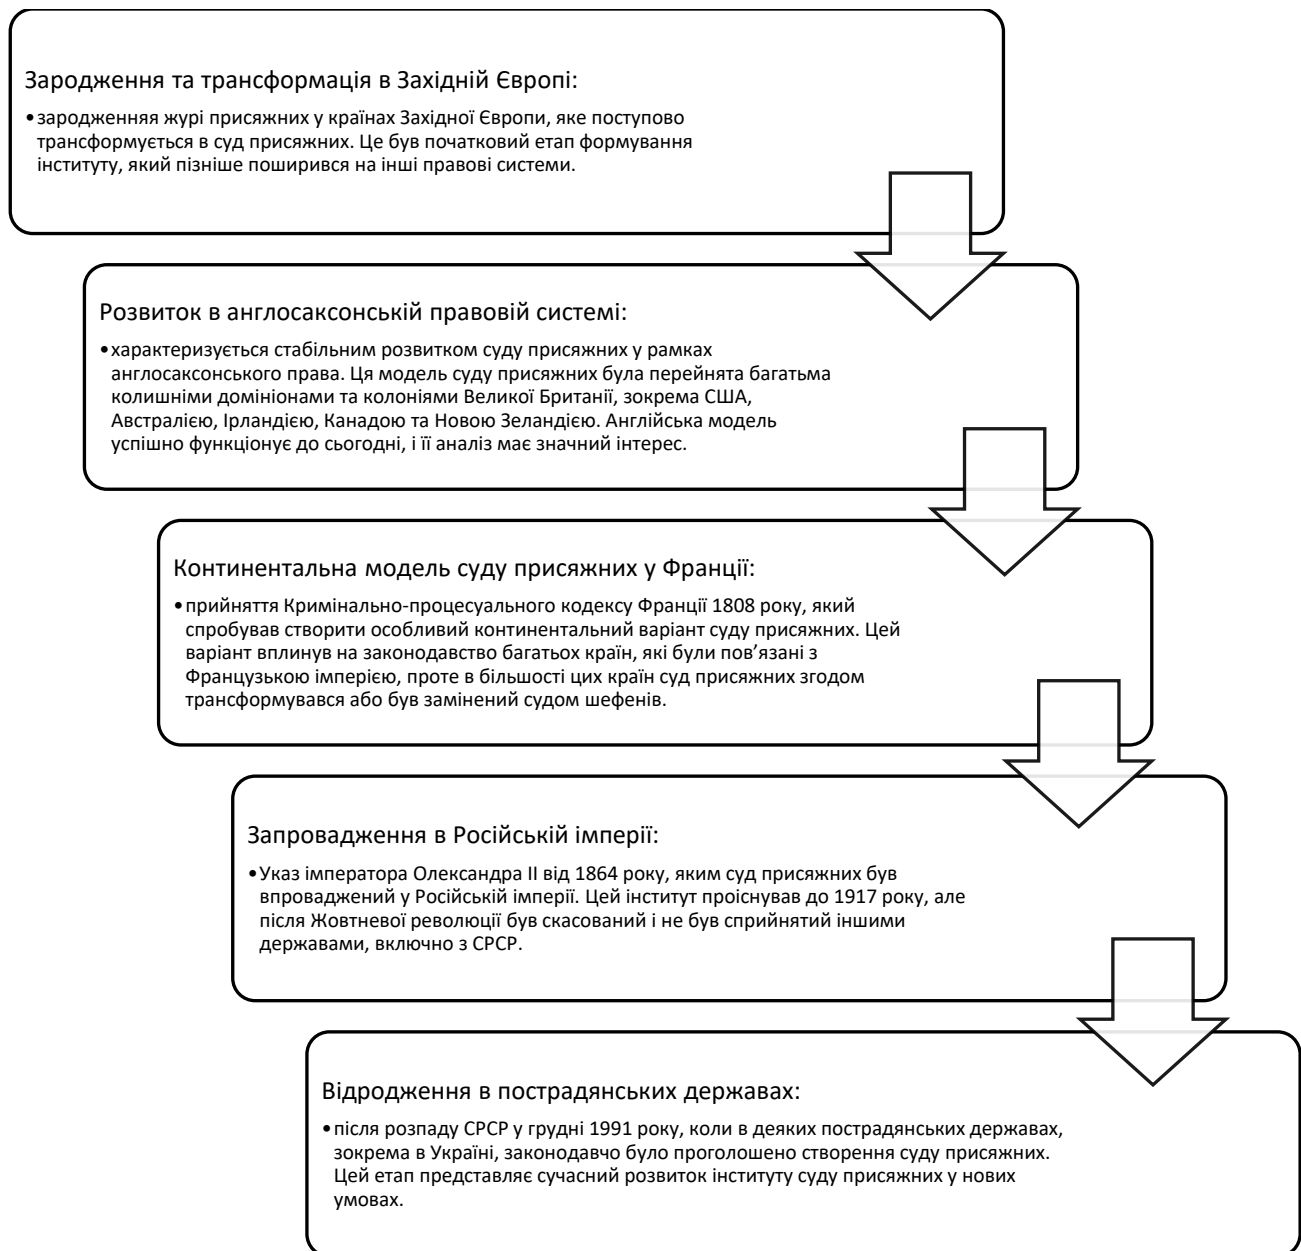 Зародження та трансформація в Західній Європі:
•зародженняя журі присяжних у країнах Західної Європи, яке поступово
трансформується в суд присяжних. Це був початковий етап формування
інституту, який пізніше поширився на інші правові системи.
Розвиток в англосаксонській правовій системі:
•характеризується стабільним розвитком суду присяжних у рамках
англосаксонського права. Ця модель суду присяжних була перейнята багатьма
колишніми домініонами та колоніями Великої Британії, зокрема США,
Австралією, Ірландією, Канадою та Новою Зеландією. Англійська модель
успішно функціонує до сьогодні, і її аналіз має значний інтерес.
Континентальна модель суду присяжних у Франції:
•прийняття Кримінально-процесуального кодексу Франції 1808 року, який
спробував створити особливий континентальний варіант суду присяжних. Цей
варіант вплинув на законодавство багатьох країн, які були пов’язані з
Французькою імперією, проте в більшості цих країн суд присяжних згодом
трансформувався або був замінений судом шефенів.
Запровадження в Російській імперії:
•Указ імператора Олександра II від 1864 року, яким суд присяжних був
впроваджений у Російській імперії. Цей інститут проіснував до 1917 року, але
після Жовтневої революції був скасований і не був сприйнятий іншими
державами, включно з СРСР.
Відродження в пострадянських державах:
•після розпаду СРСР у грудні 1991 року, коли в деяких пострадянських державах,
зокрема в Україні, законодавчо було проголошено створення суду присяжних.
Цей етап представляє сучасний розвиток інституту суду присяжних у нових
умовах.